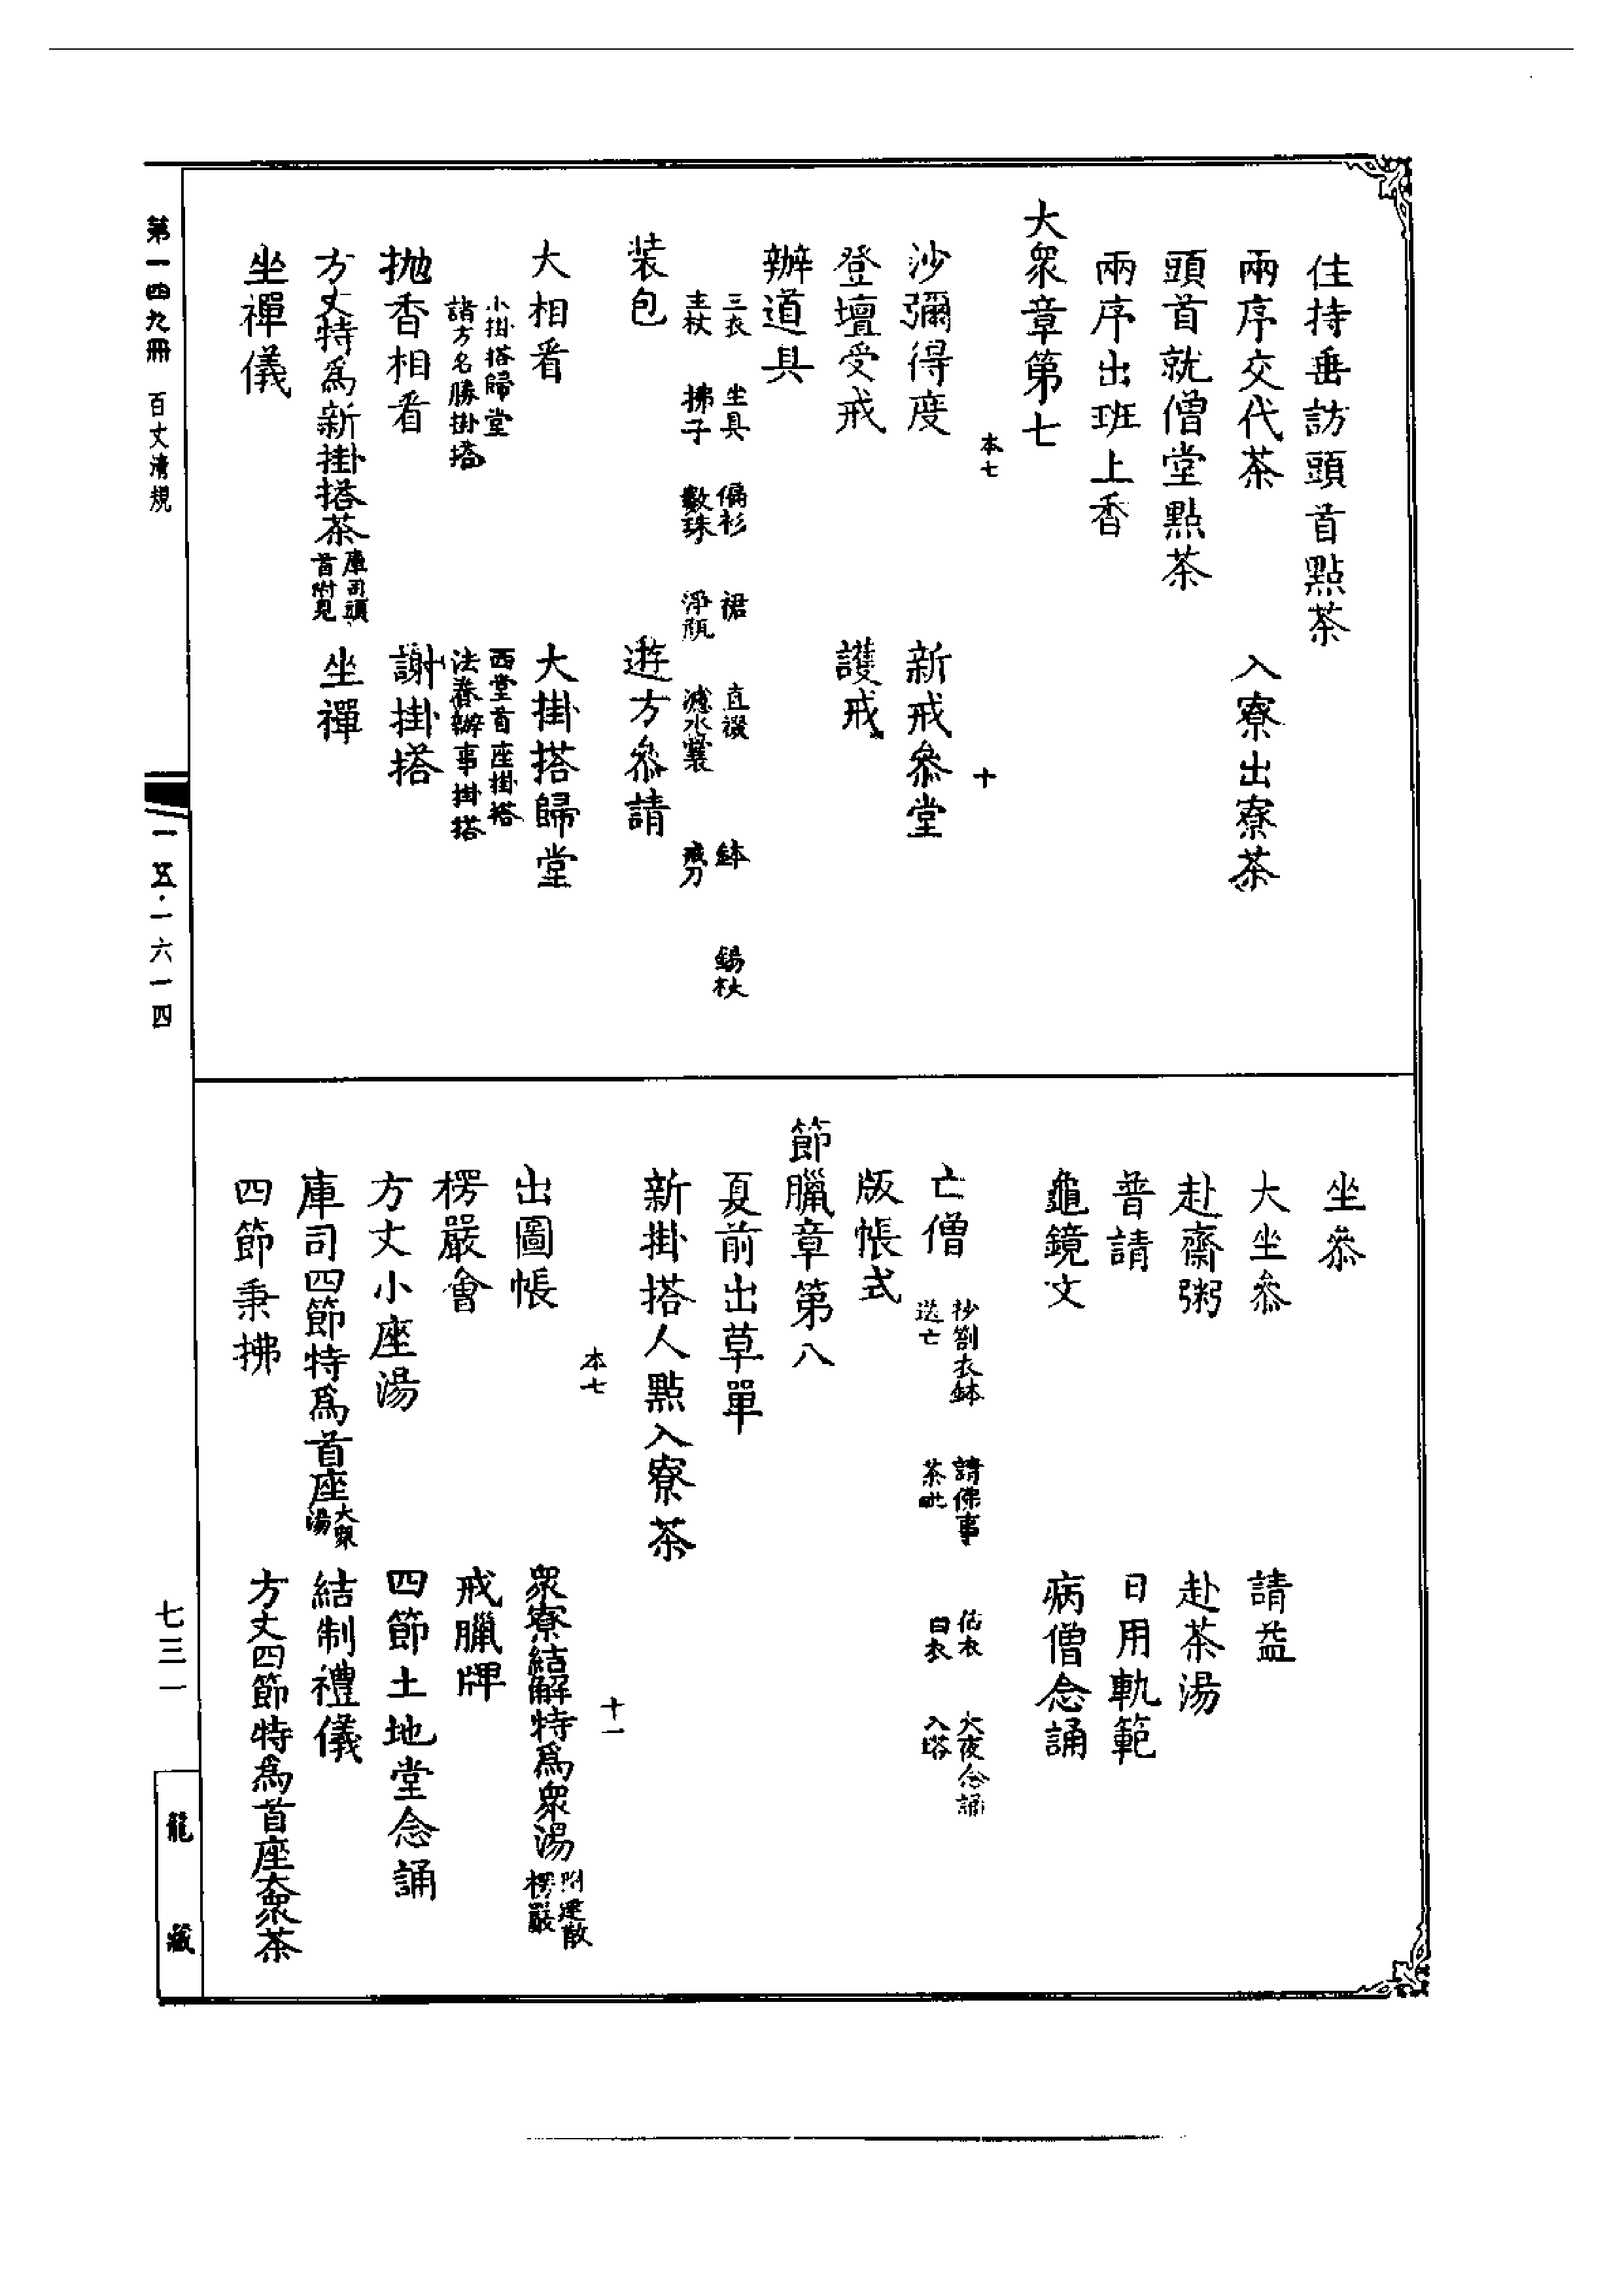 住持垂訪頭首點茶
兩序交代茶　入寮出寮茶
頭首就僧堂點茶
兩序出班上香
大衆章第七
本七　十
沙彌得度　新戒叅堂
登壇受戒　護戒
辦道具
三衣　坐具　偏衫　裙　直裰　鉢　錫杖
主杖　拂子　數珠　淨瓶　濾水囊　戒刀
装包　遊方叅請
大相看　大掛搭歸堂
小掛搭歸堂　西堂首座掛搭
諸方名勝掛搭　法眷辦事掛搭
抛香相看　謝掛搭
方丈特為新掛搭茶庫司頭首附見　坐禪
坐禪儀
坐叅
大坐叅　請益
赴齋粥　赴茶湯
普請　日用軌範
龜鏡文　病僧念誦
亡僧
抄劄衣鉢　請佛事　估衣　大夜念誦
送亡　茶毗　唱衣　入塔
版帳式
節臘章第八
夏前出草單
新掛搭人點入寮茶
本七　十一
出圖帳　衆寮結解特為衆湯附建散楞嚴
楞嚴會　戒臘牌
方丈小座湯　四節土地堂念誦
庫司四節特為首座大衆湯　結制禮儀
四節秉拂　方丈四節特為首座大衆茶
第一四九冊　百丈清規
一五·一六一四
七三一
龍藏